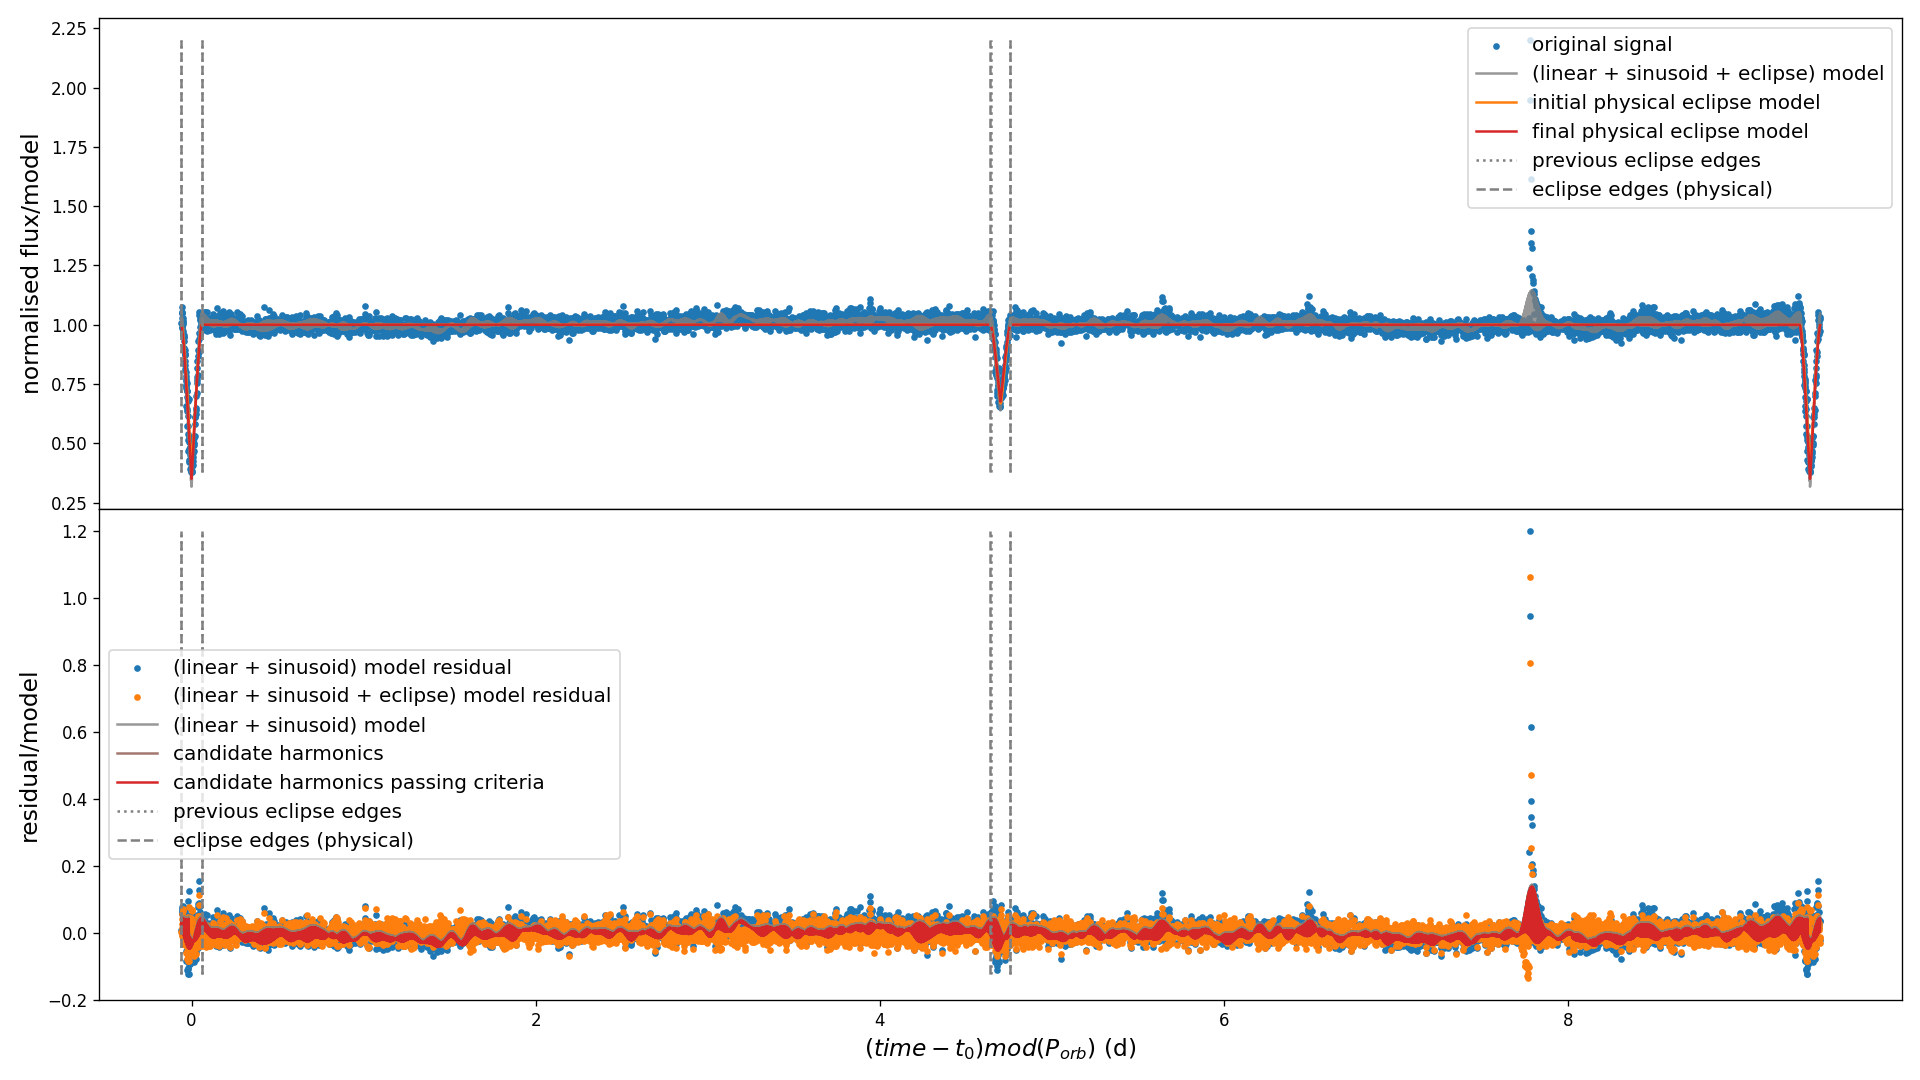 normalised flux/model
2.25
2.00
1.75
1.50
1.25
1.00
0.75
0.50
0.25
original signal
(linear + sinusoid + eclipse) model
initial physical eclipse model
final physical eclipse model
previous eclipse edges
eclipse edges (physical)
residual/model
1.2
1.0
0.8
0.6
0.4
0.2
0.0
−0.2
(linear + sinusoid) model residual
(linear + sinusoid + eclipse) model residual
(linear + sinusoid) model
candidate harmonics
candidate harmonics passing criteria
previous eclipse edges
eclipse edges (physical)
0 2 4 6 8
(time − t₀)mod(Pₒᵣb) (d)